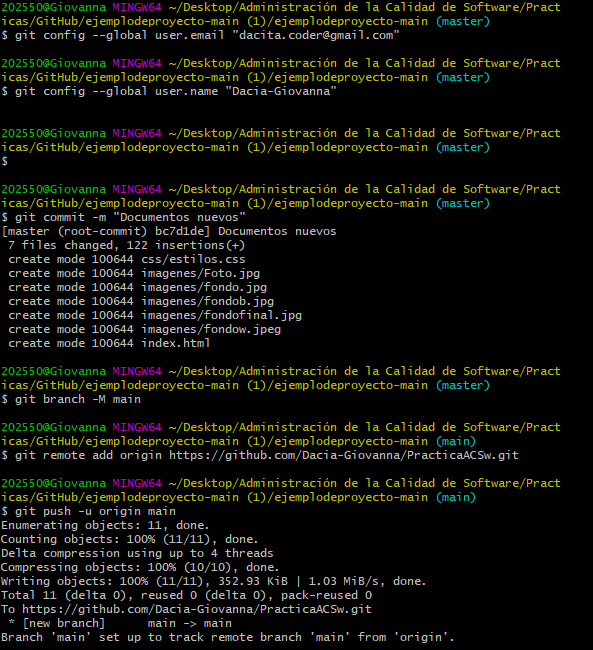 202550@Giovanna MINGW64 ~/Desktop/Administración de la Calidad de Software/Pract
icas/GitHub/ejemplodeproyecto-main (1)/ejemplodeproyecto-main (master)
$ git config --global user.email "dacita.coder@gmail.com"
202550@Giovanna MINGW64 ~/Desktop/Administración de la Calidad de Software/Pract
icas/GitHub/ejemplodeproyecto-main (1)/ejemplodeproyecto-main (master)
$ git config --global user.name "Dacia-Giovanna"
202550@Giovanna MINGW64 ~/Desktop/Administración de la Calidad de Software/Pract
icas/GitHub/ejemplodeproyecto-main (1)/ejemplodeproyecto-main (master)
$
202550@Giovanna MINGW64 ~/Desktop/Administración de la Calidad de Software/Pract
icas/GitHub/ejemplodeproyecto-main (1)/ejemplodeproyecto-main (master)
$ git commit -m "Documentos nuevos"
[master (root-commit) bc7d1de] Documentos nuevos
 7 files changed, 122 insertions(+)
 create mode 100644 css/estilos.css
 create mode 100644 imagenes/Foto.jpg
 create mode 100644 imagenes/fondo.jpg
 create mode 100644 imagenes/fondob.jpg
 create mode 100644 imagenes/fondofinal.jpg
 create mode 100644 imagenes/fondow.jpeg
 create mode 100644 index.html
202550@Giovanna MINGW64 ~/Desktop/Administración de la Calidad de Software/Pract
icas/GitHub/ejemplodeproyecto-main (1)/ejemplodeproyecto-main (master)
$ git branch -M main
202550@Giovanna MINGW64 ~/Desktop/Administración de la Calidad de Software/Pract
icas/GitHub/ejemplodeproyecto-main (1)/ejemplodeproyecto-main (main)
$ git remote add origin https://github.com/Dacia-Giovanna/PracticaACSw.git
202550@Giovanna MINGW64 ~/Desktop/Administración de la Calidad de Software/Pract
icas/GitHub/ejemplodeproyecto-main (1)/ejemplodeproyecto-main (main)
$ git push -u origin main
Enumerating objects: 11, done.
Counting objects: 100% (11/11), done.
Delta compression using up to 4 threads
Compressing objects: 100% (10/10), done.
Writing objects: 100% (11/11), 352.93 KiB | 1.03 MiB/s, done.
Total 11 (delta 0), reused 0 (delta 0), pack-reused 0
To https://github.com/Dacia-Giovanna/PracticaACSw.git
 * [new branch]      main -> main
Branch 'main' set up to track remote branch 'main' from 'origin'.